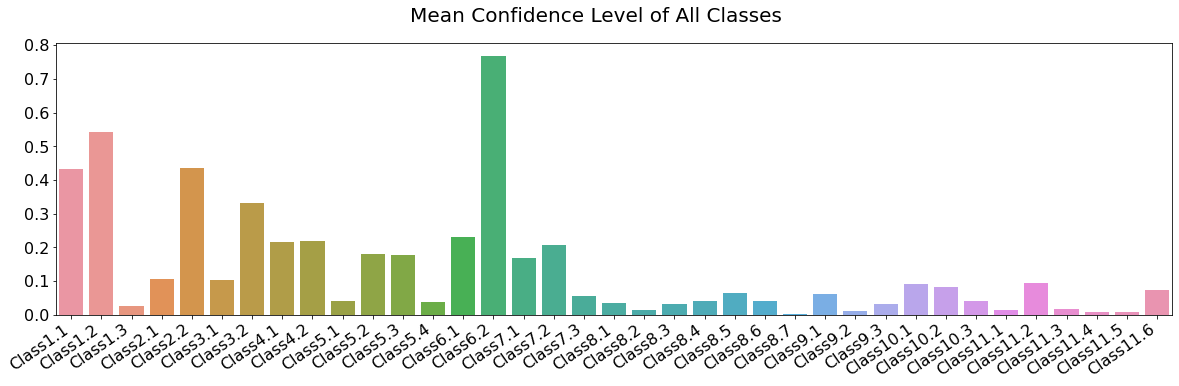 Mean Confidence Level of All Classes
0.8
0.7
0.6
0.5
0.4
0.3
0.2
0.1
0.0
Class1.1
Class1.2
Class1.3
Class2.1
Class2.2
Class3.1
Class3.2
Class4.1
Class4.2
Class5.1
Class5.2
Class5.3
Class5.4
Class6.1
Class6.2
Class7.1
Class7.2
Class7.3
Class8.1
Class8.2
Class8.3
Class8.4
Class8.5
Class8.6
Class8.7
Class9.1
Class9.2
Class9.3
Class10.1
Class10.2
Class10.3
Class11.1
Class11.2
Class11.3
Class11.4
Class11.5
Class11.6